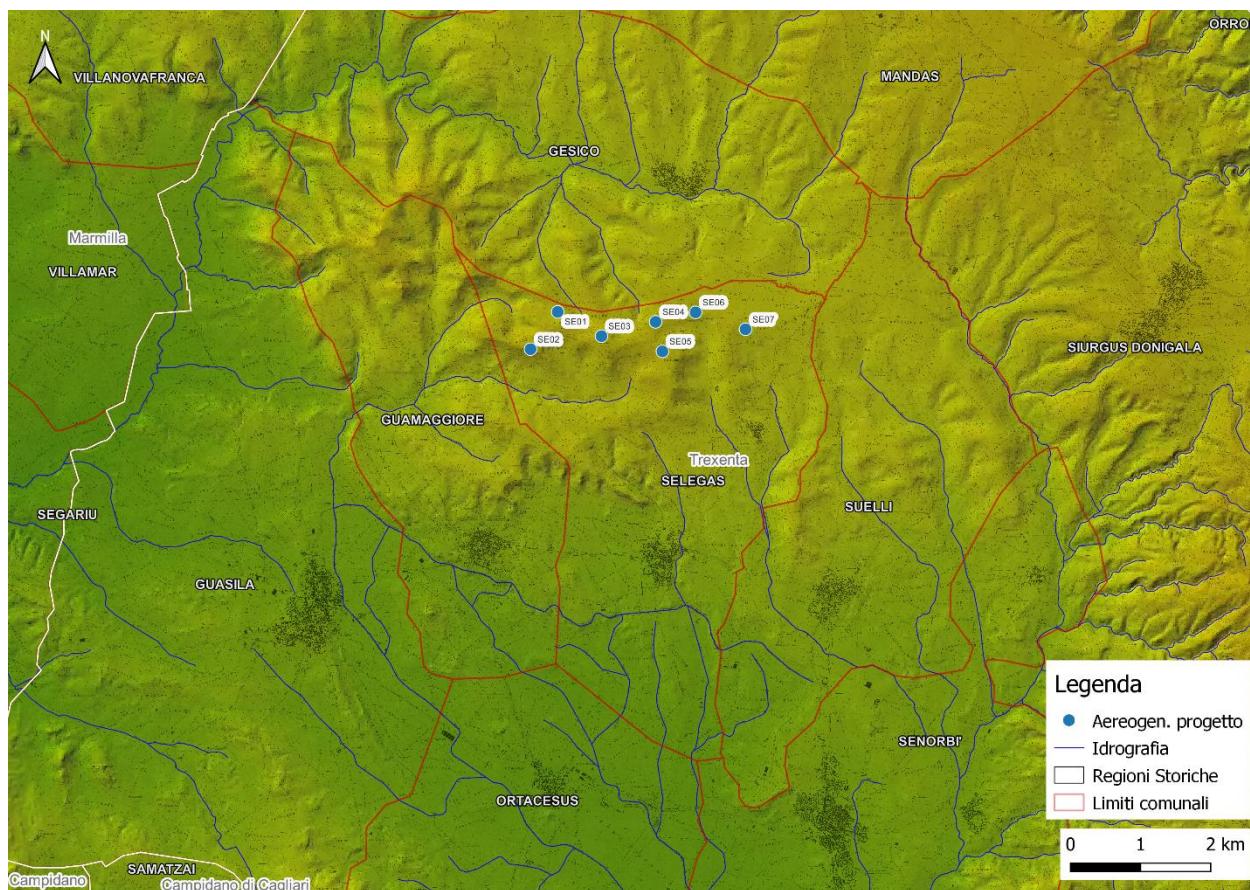 ORRO
N
VILLANOVAFRANCA
MANDAS
GESICO
Marmilla
VILLAMAR
SE01
SE06
SE04
SE03
SE07
SE02
SE05
SIURGUS DONIGALA
GUAMAGGIORE
Trexenta
SELEGAS
SUELLI
SEGARIU
GUASILA
SENORBI'
ORTACESUS
SAMATZAI
Campidano
Campidano di Cagliari
Legenda
Aereogen. progetto
Idrografia
Regioni Storiche
Limiti comunali
0 1 2 km